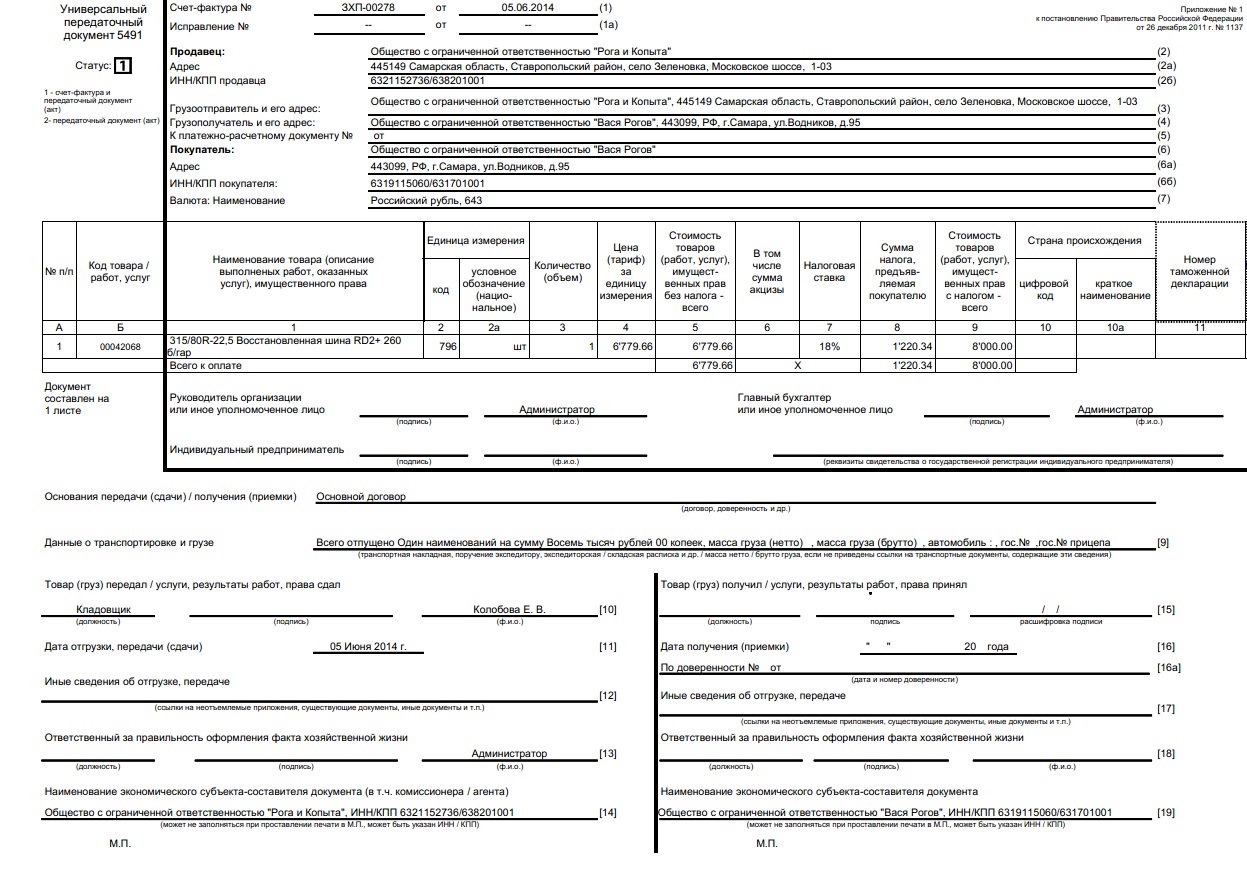 Универсальный
передаточный
документ 5491
Статус: 1
1 - счет-фактура и
передаточный документ
(акт)
2- передаточный документ (акт)
Счет-фактура № ЗХП-00278 от 05.06.2014 (1)
Исправление № -- от -- (1а)
Приложение № 1
к постановлению Правительства Российской Федерации
от 26 декабря 2011 г. № 1137
Продавец: Общество с ограниченной ответственностью "Рога и Копыта" (2)
Адрес 445149 Самарская область, Ставропольский район, село Зеленовка, Московское шоссе, 1-03 (2а)
ИНН/КПП продавца 6321152736/638201001 (2б)
Грузоотправитель и его адрес: Общество с ограниченной ответственностью "Рога и Копыта", 445149 Самарская область, Ставропольский район, село Зеленовка, Московское шоссе, 1-03 (3)
Грузополучатель и его адрес: Общество с ограниченной ответственностью "Вася Рогов", 443099, РФ, г.Самара, ул.Водников, д.95 (4)
К платежно-расчетному документу № от (5)
Покупатель: Общество с ограниченной ответственностью "Вася Рогов" (6)
Адрес 443099, РФ, г.Самара, ул.Водников, д.95 (6а)
ИНН/КПП покупателя: 6319115060/631701001 (6б)
Валюта: Наименование Российский рубль, 643 (7)
№ п/п
Код товара /
работ, услуг
Наименование товара (описание
выполненых работ, оказанных
услуг), имущественного права
Единица измерения
код
условное
обозначение
(нацио-
нальное)
Количество
(объем)
Цена
(тариф)
за
единицу
измерения
Стоимость
товаров
(работ, услуг),
имущест-
венных прав
без налога -
всего
В том
числе
сумма
акцизы
Налоговая
ставка
Сумма
налога,
предъяв-
ляемая
покупателю
Стоимость
товаров
(работ, услуг),
имущест-
венных прав
с налогом -
всего
Страна происхождения
цифровой
код
краткое
наименование
Номер
таможенной
декларации
А Б 1 2 2а 3 4 5 6 7 8 9 10 10а 11
1 00042068 315/80R-22,5 Восстановленная шина RD2+ 260 796 шт 1 6'779.66 6'779.66 18% 1'220.34 8'000.00
б/гар
Всего к оплате 6'779.66 Х 1'220.34 8'000.00
Документ
составлен на
1 листе
Руководитель организации
или иное уполномоченное лицо Администратор
(подпись) (ф.и.о.)
Главный бухгалтер
или иное уполномоченное лицо Администратор
(подпись) (ф.и.о.)
Индивидуальный предприниматель
(подпись) (ф.и.о.) (реквизиты свидетельства о государственной регистрации индивидуального предпринимателя)
Основания передачи (сдачи) / получения (приемки) Основной договор
(договор, доверенность и др.)
Данные о транспортировке и грузе Всего отпущено Один наименований на сумму Восемь тысяч рублей 00 копеек, масса груза (нетто) , масса груза (брутто) , автомобиль : , гос.№ ,гос.№ прицепа [9]
(транспортная накладная, поручение экспедитору, экспедиторская / складская расписка и др. / масса нетто / брутто груза, если не приведены ссылки на транспортные документы, содержащие эти сведения)
Товар (груз) передал / услуги, результаты работ, права сдал
Кладовщик Колобова Е. В. [10]
(должность) (подпись) (ф.и.о.)
Дата отгрузки, передачи (сдачи) 05 Июня 2014 г. [11]
Иные сведения об отгрузке, передаче
[12]
(ссылки на неотъемлемые приложения, существующие документы, иные документы и т.п.)
Ответственный за правильность оформления факта хозяйственной жизни
Администратор [13]
(должность) (подпись) (ф.и.о.)
Наименование экономического субъекта-составителя документа (в т.ч. комиссионера / агента)
Общество с ограниченной ответственностью "Рога и Копыта", ИНН/КПП 6321152736/638201001 [14]
(может не заполняться при проставлении печати в М.П., может быть указан ИНН / КПП)
М.П.
Товар (груз) получил / услуги, результаты работ, права принял
/ / [15]
(должность) подпись расшифровка подписи
Дата получения (приемки) " " 20 года [16]
По доверенности № от [16а]
(дата и номер доверенности)
Иные сведения об отгрузке, передаче
[17]
(ссылки на неотъемлемые приложения, существующие документы, иные документы и т.п.)
Ответственный за правильность оформления факта хозяйственной жизни
[18]
(должность) (подпись) (ф.и.о.)
Наименование экономического субъекта-составителя документа
Общество с ограниченной ответственностью "Вася Рогов", ИНН/КПП 6319115060/631701001 [19]
(может не заполняться при проставлении печати в М.П., может быть указан ИНН / КПП)
М.П.